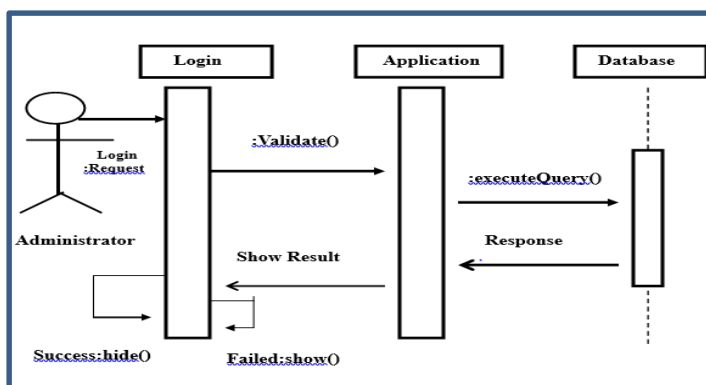 Login
Application
Database
:Validate()
Login
:Request
:executeQuery()
Administrator
Response
Show Result
Success:hide()
Failed:show()